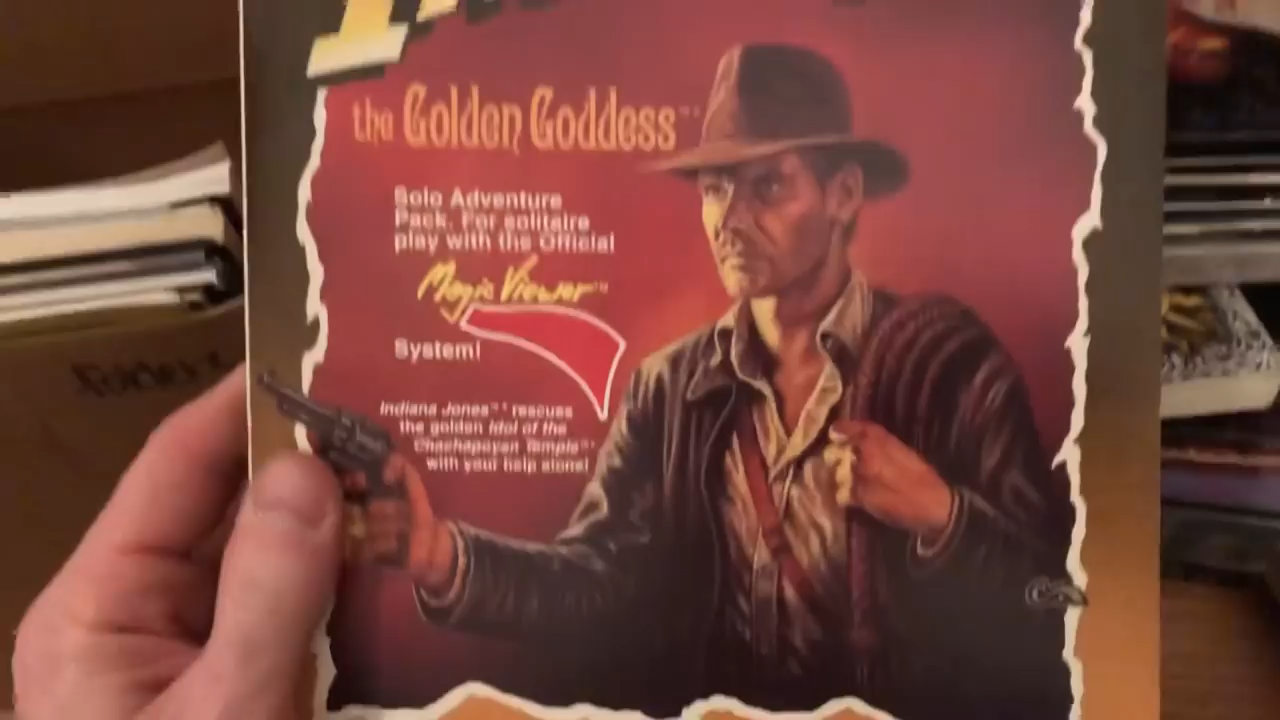 the Golden Goddess™
Solo Adventure
Pack. For solitaire
play with the Official
Magic Viewer™
System!
Indiana Jones™ rescues
the golden Idol of the
Chachapoyan Temple™
with your help alone!